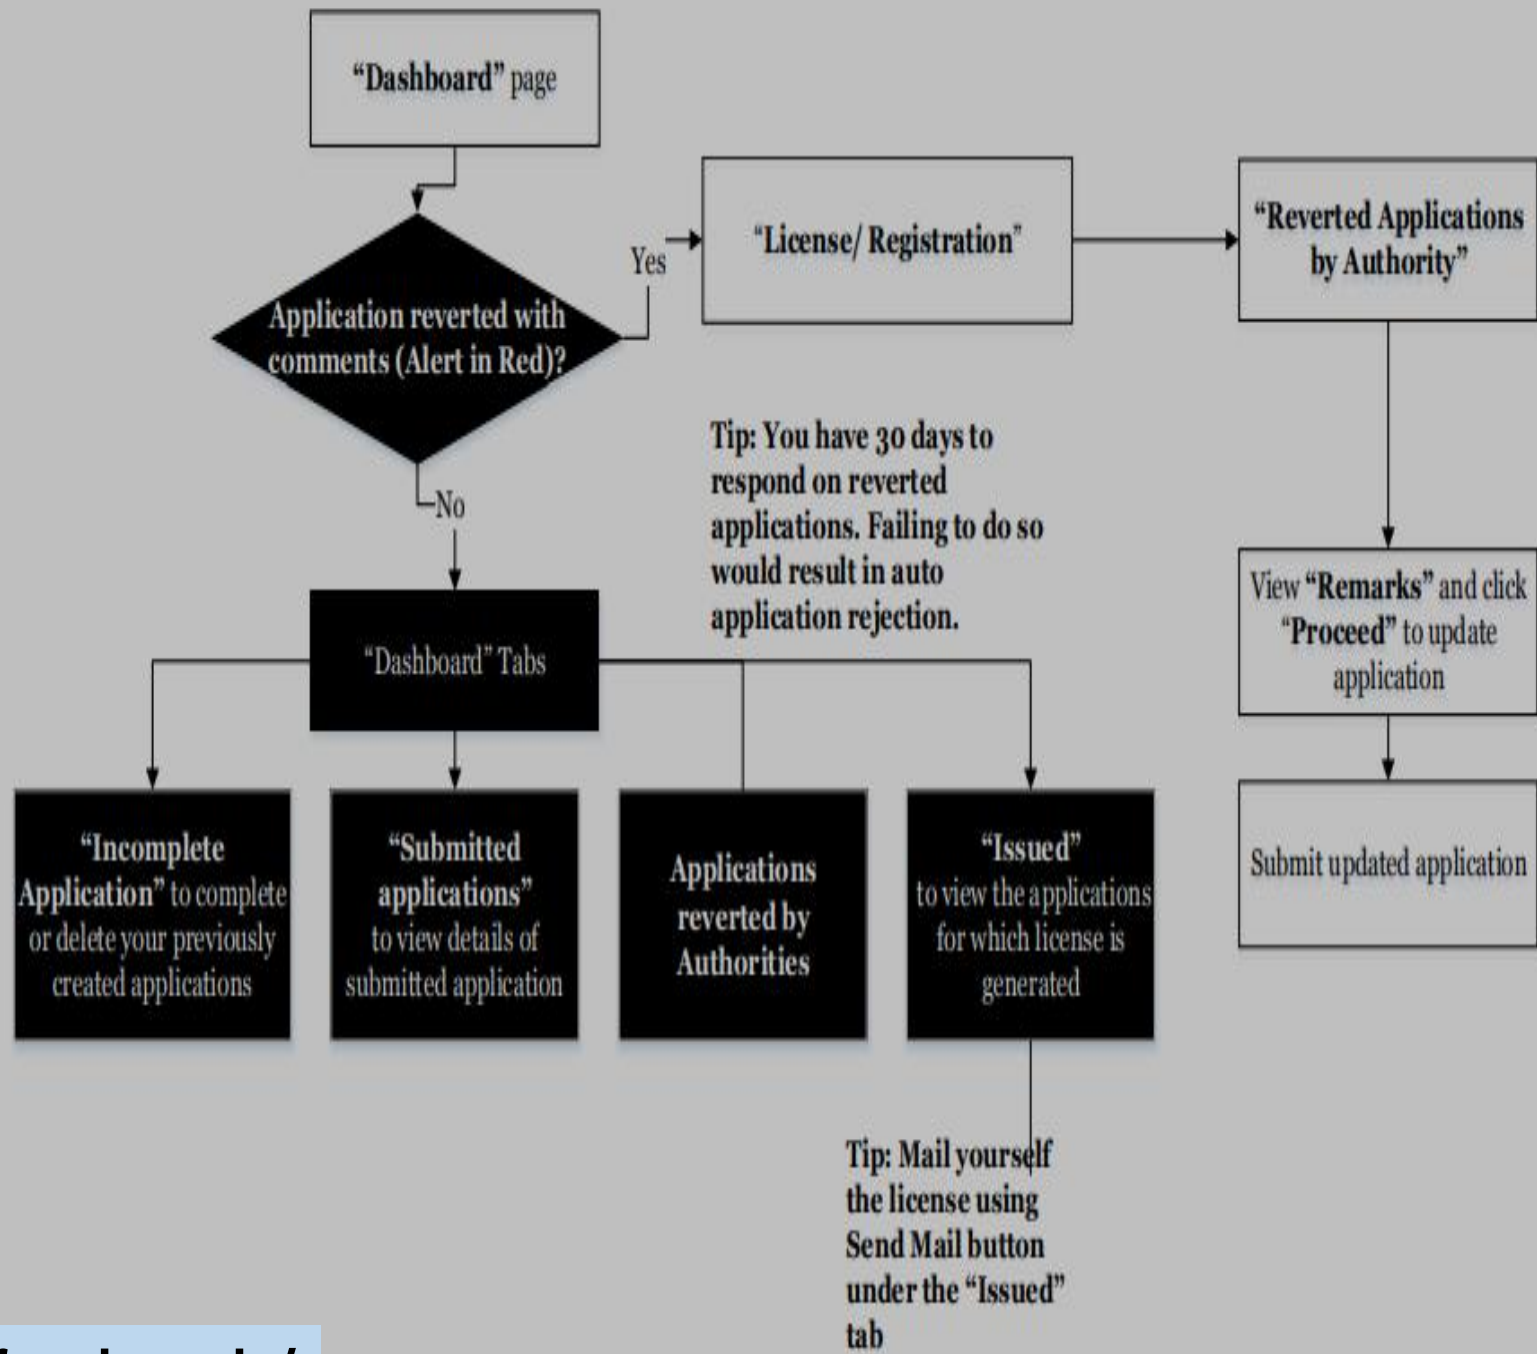 “Dashboard” page
Application reverted with
comments (Alert in Red)?
Yes
“License/ Registration”
“Reverted Applications
by Authority”
No
Tip: You have 30 days to
respond on reverted
applications. Failing to do so
would result in auto
application rejection.
View “Remarks” and click
“Proceed” to update
application
Submit updated application
“Dashboard” Tabs
“Incomplete
Application” to complete
or delete your previously
created applications
“Submitted
applications”
to view details of
submitted application
Applications
reverted by
Authorities
“Issued”
to view the applications
for which license is
generated
Tip: Mail yourself
the license using
Send Mail button
under the “Issued”
tab